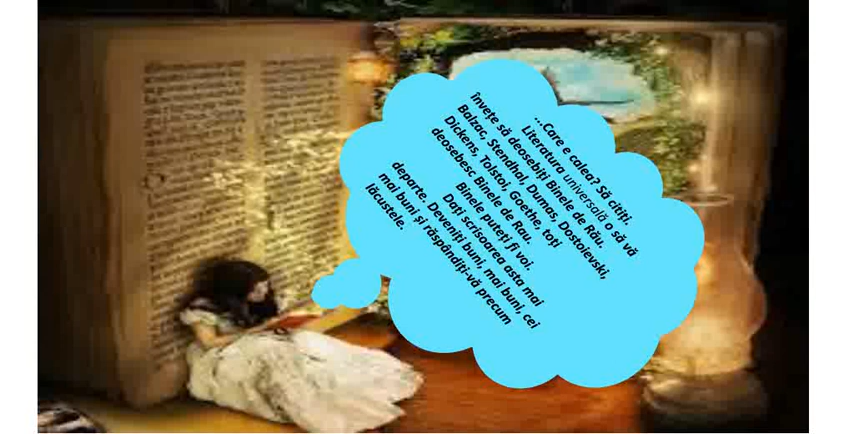 ...Care e calea? Să citiți.
Literatura universală o să vă
învețe să deosebiți Binele de Rău.
Balzac, Stendhal, Dumas, Dostoievski,
Dickens, Tolstoi, Goethe, toți
deosebesc Binele de Rau.
Binele puteți fi voi.
Dați scrisoarea asta mai
departe. Deveniți buni, mai buni, cei
mai buni și răspândiți-vă precum
lăcustele.